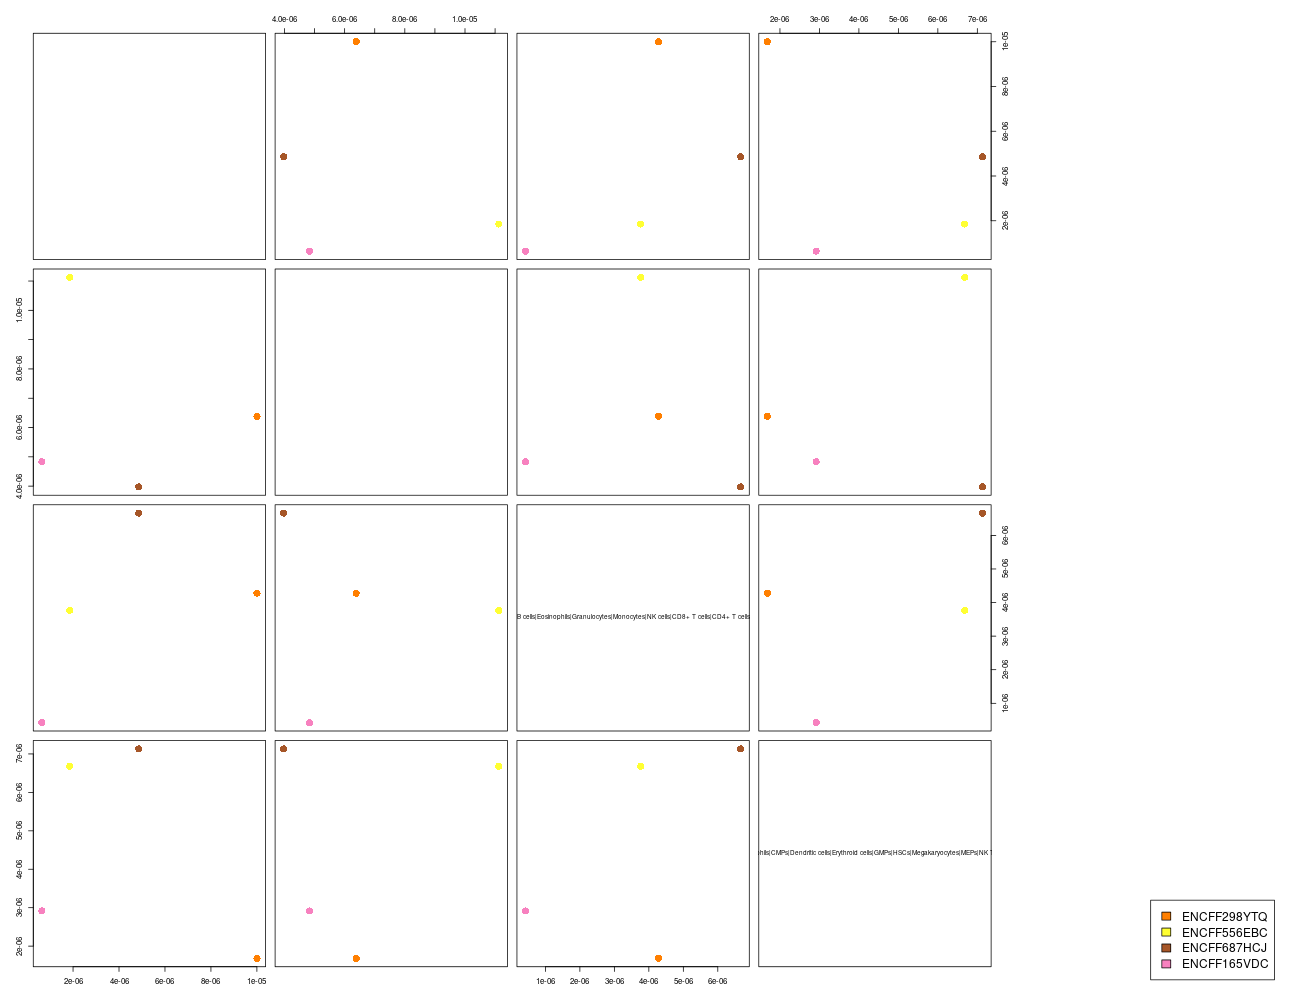 4.0e-06 6.0e-06 8.0e-06 1.0e-05
2e-06 3e-06 4e-06 5e-06 6e-06 7e-06
1e-05
8e-06
6e-06
4e-06
2e-06
1.0e-05
8.0e-06
6.0e-06
4.0e-06
B cells|Eosinophils|Granulocytes|Monocytes|NK cells|CD8+ T cells|CD4+ T cells
6e-06
5e-06
4e-06
3e-06
2e-06
1e-06
7e-06
6e-06
5e-06
4e-06
3e-06
2e-06
phils|CMPs|Dendritic cells|Erythroid cells|GMPs|HSCs|Megakaryocytes|MEPs|NK T
2e-06 4e-06 6e-06 8e-06 1e-05
1e-06 2e-06 3e-06 4e-06 5e-06 6e-06
ENCFF298YTQ
ENCFF556EBC
ENCFF687HCJ
ENCFF165VDC